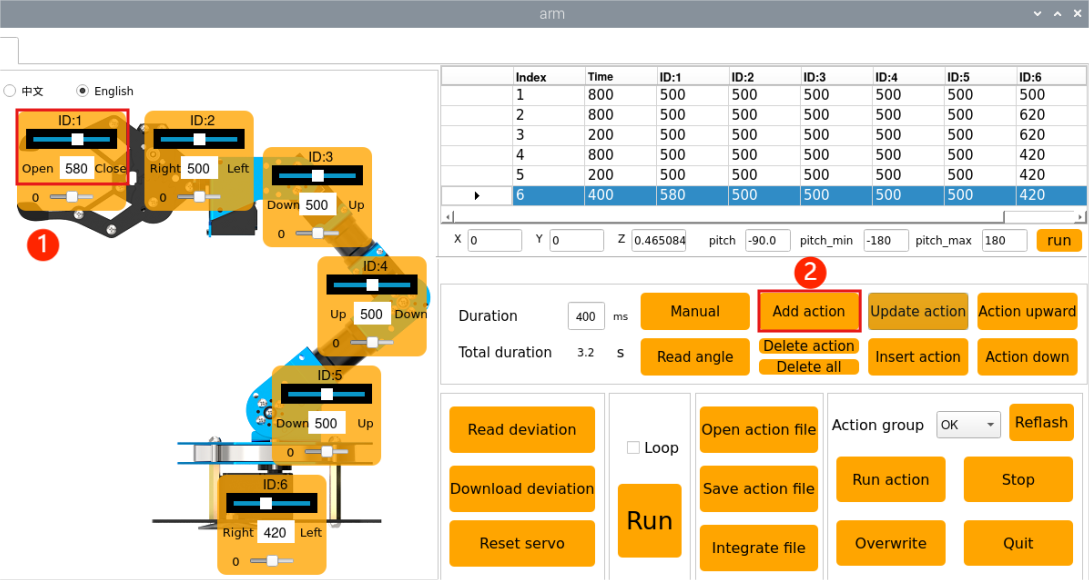 arm
中文 English
ID:1
Open 580 Close
0
ID:2
Right 500 Left
0
ID:3
Down 500 Up
0
ID:4
Up 500 Down
0
ID:5
Down 500 Up
0
ID:6
Right 420 Left
0
1
Index Time ID:1 ID:2 ID:3 ID:4 ID:5 ID:6
1 800 500 500 500 500 500 500
2 800 500 500 500 500 500 620
3 200 500 500 500 500 500 620
4 800 500 500 500 500 500 420
5 200 500 500 500 500 500 420
6 400 580 500 500 500 500 420
X 0 Y 0 Z 0.465084 pitch -90.0 pitch_min -180 pitch_max 180 run
2
Duration 400 ms Manual Add action Update action Action upward
Total duration 3.2 s Read angle Delete action Insert action Action down
Delete all
Read deviation
Download deviation
Reset servo
Loop
Run
Open action file
Save action file
Integrate file
Action group OK Reflash
Run action Stop
Overwrite Quit